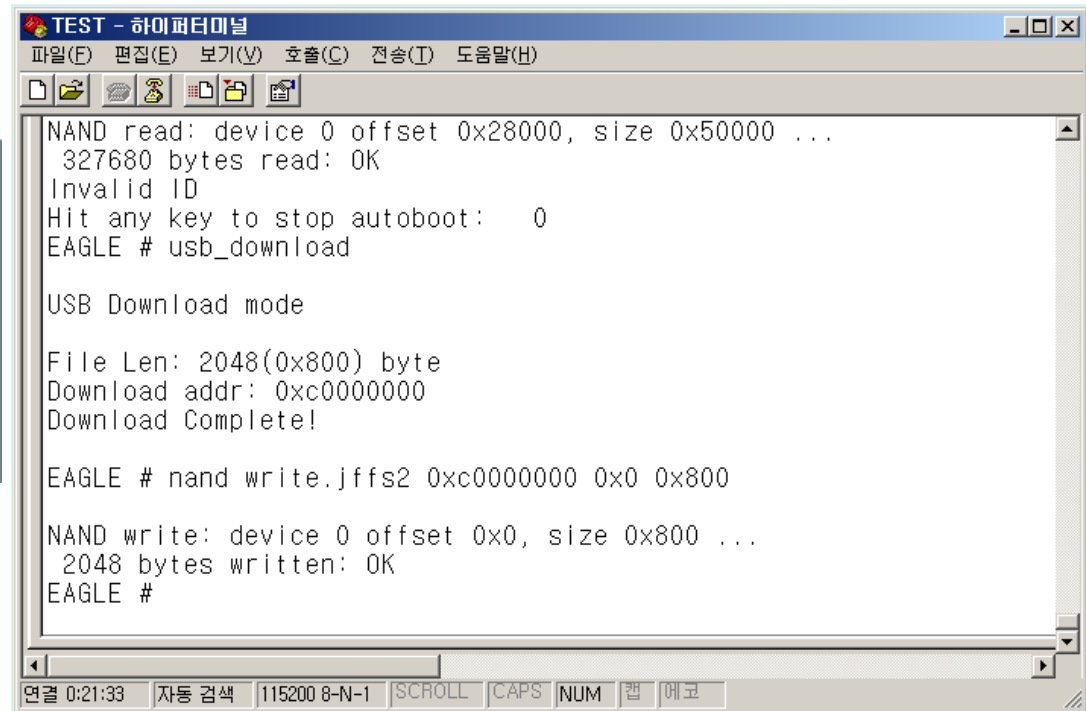 TEST - 하이퍼터미널
파일(F) 편집(E) 보기(V) 호출(C) 전송(T) 도움말(H)
NAND read: device 0 offset 0x28000, size 0x50000 ...
327680 bytes read: OK
Invalid ID
Hit any key to stop autoboot: 0
EAGLE # usb_download
USB Download mode
File Len: 2048(0x800) byte
Download addr: 0xc0000000
Download Complete!
EAGLE # nand write.jffs2 0xc0000000 0x0 0x800
NAND write: device 0 offset 0x0, size 0x800 ...
2048 bytes written: OK
EAGLE #
연결 0:21:33 자동 검색 115200 8-N-1 SCROLL CAPS NUM 캡 에코